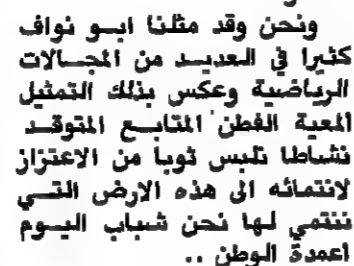 ونحن وقد مثلنا ابو نواف
كثيرا في العديد من المجالات
الرياضية وعكس بذلك التمثيل
المعية الفطن المتابع المتوقد
نشاطا تلبس ثوبا من الاعتزاز
لانتمائه الى هذه الارض التي
ننتمي لها نحن شباب اليوم
اعمدة الوطن ..